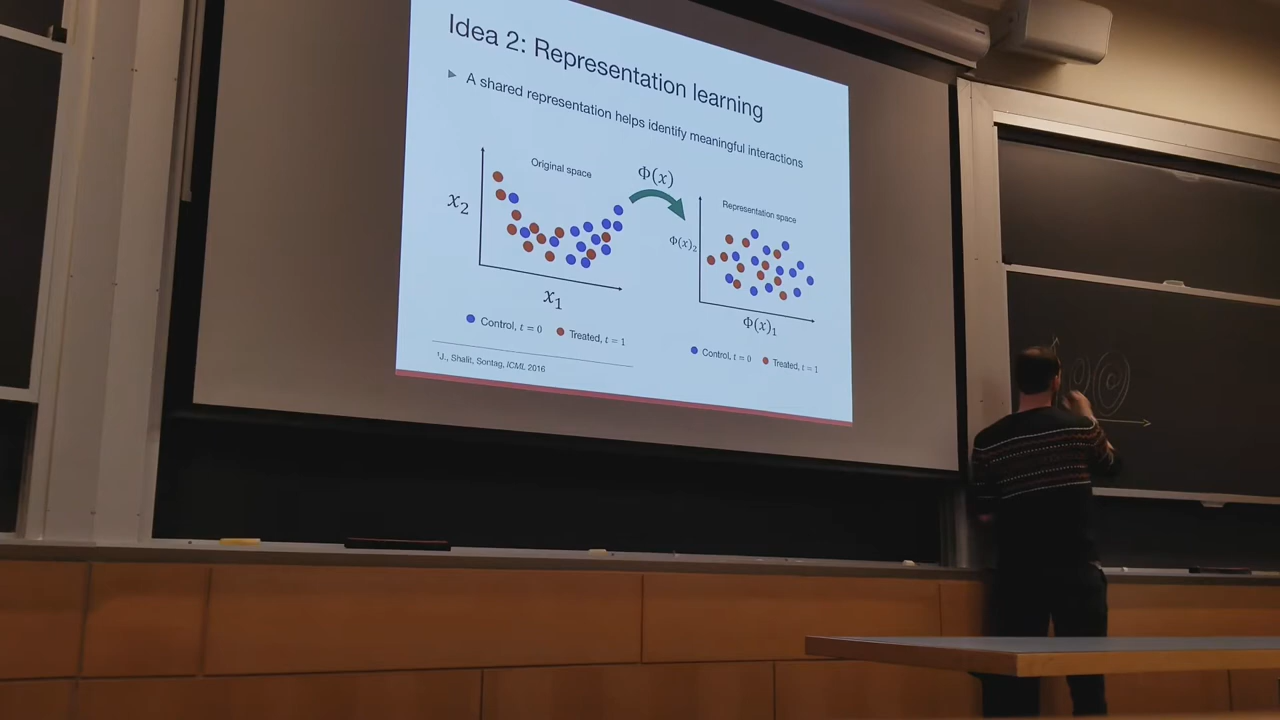 Idea 2: Representation learning
A shared representation helps identify meaningful interactions
Original space
Φ(x)
Representation space
x₂
Φ(x)₂
x₁
Φ(x)₁
Control, t = 0 Treated, t = 1
Control, t = 0 Treated, t = 1
¹J., Shalit, Sontag, ICML 2016